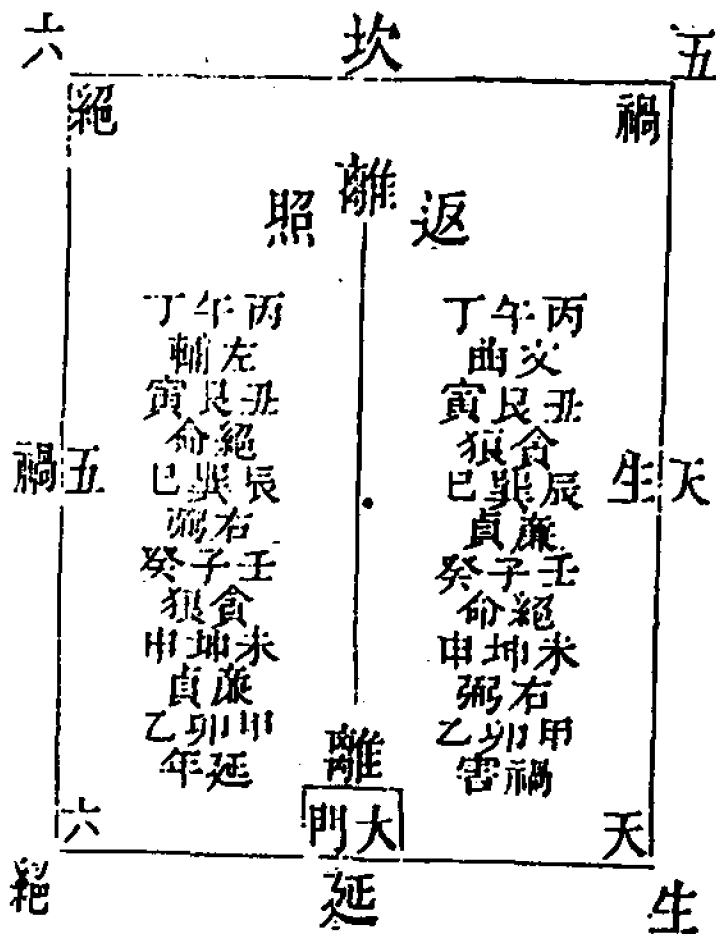 五 坎 六
禍 絕
返離照
丙午丁
文曲
丑艮寅
貪狼
辰巽巳
廉貞
壬子癸
絕命
未坤申
右弼
甲卯乙
禍害
丙午丁
左輔
丑艮寅
絕命
辰巽巳
右弼
壬子癸
貪狼
未坤申
廉貞
甲卯乙
延年
天生
五禍
離
大門
天 六
生 延 絕